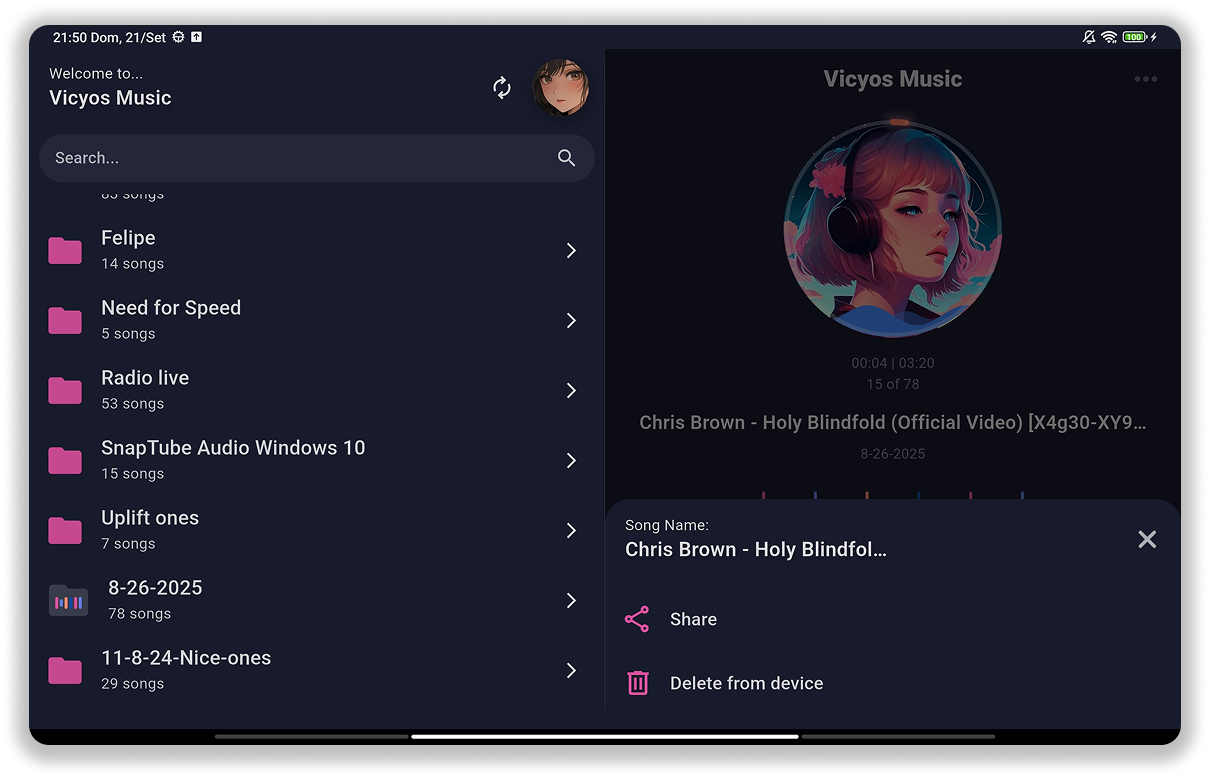 21:50 Dom, 21/Set
100
Welcome to...
Vicyos Music
Search...
songs
Felipe
14 songs
Need for Speed
5 songs
Radio live
53 songs
SnapTube Audio Windows 10
15 songs
Uplift ones
7 songs
8-26-2025
78 songs
11-8-24-Nice-ones
29 songs
Vicyos Music
00:04 | 03:20
15 of 78
Chris Brown - Holy Blindfold (Official Video) [X4g30-XY9...
8-26-2025
Song Name:
Chris Brown - Holy Blindfol...
Share
Delete from device